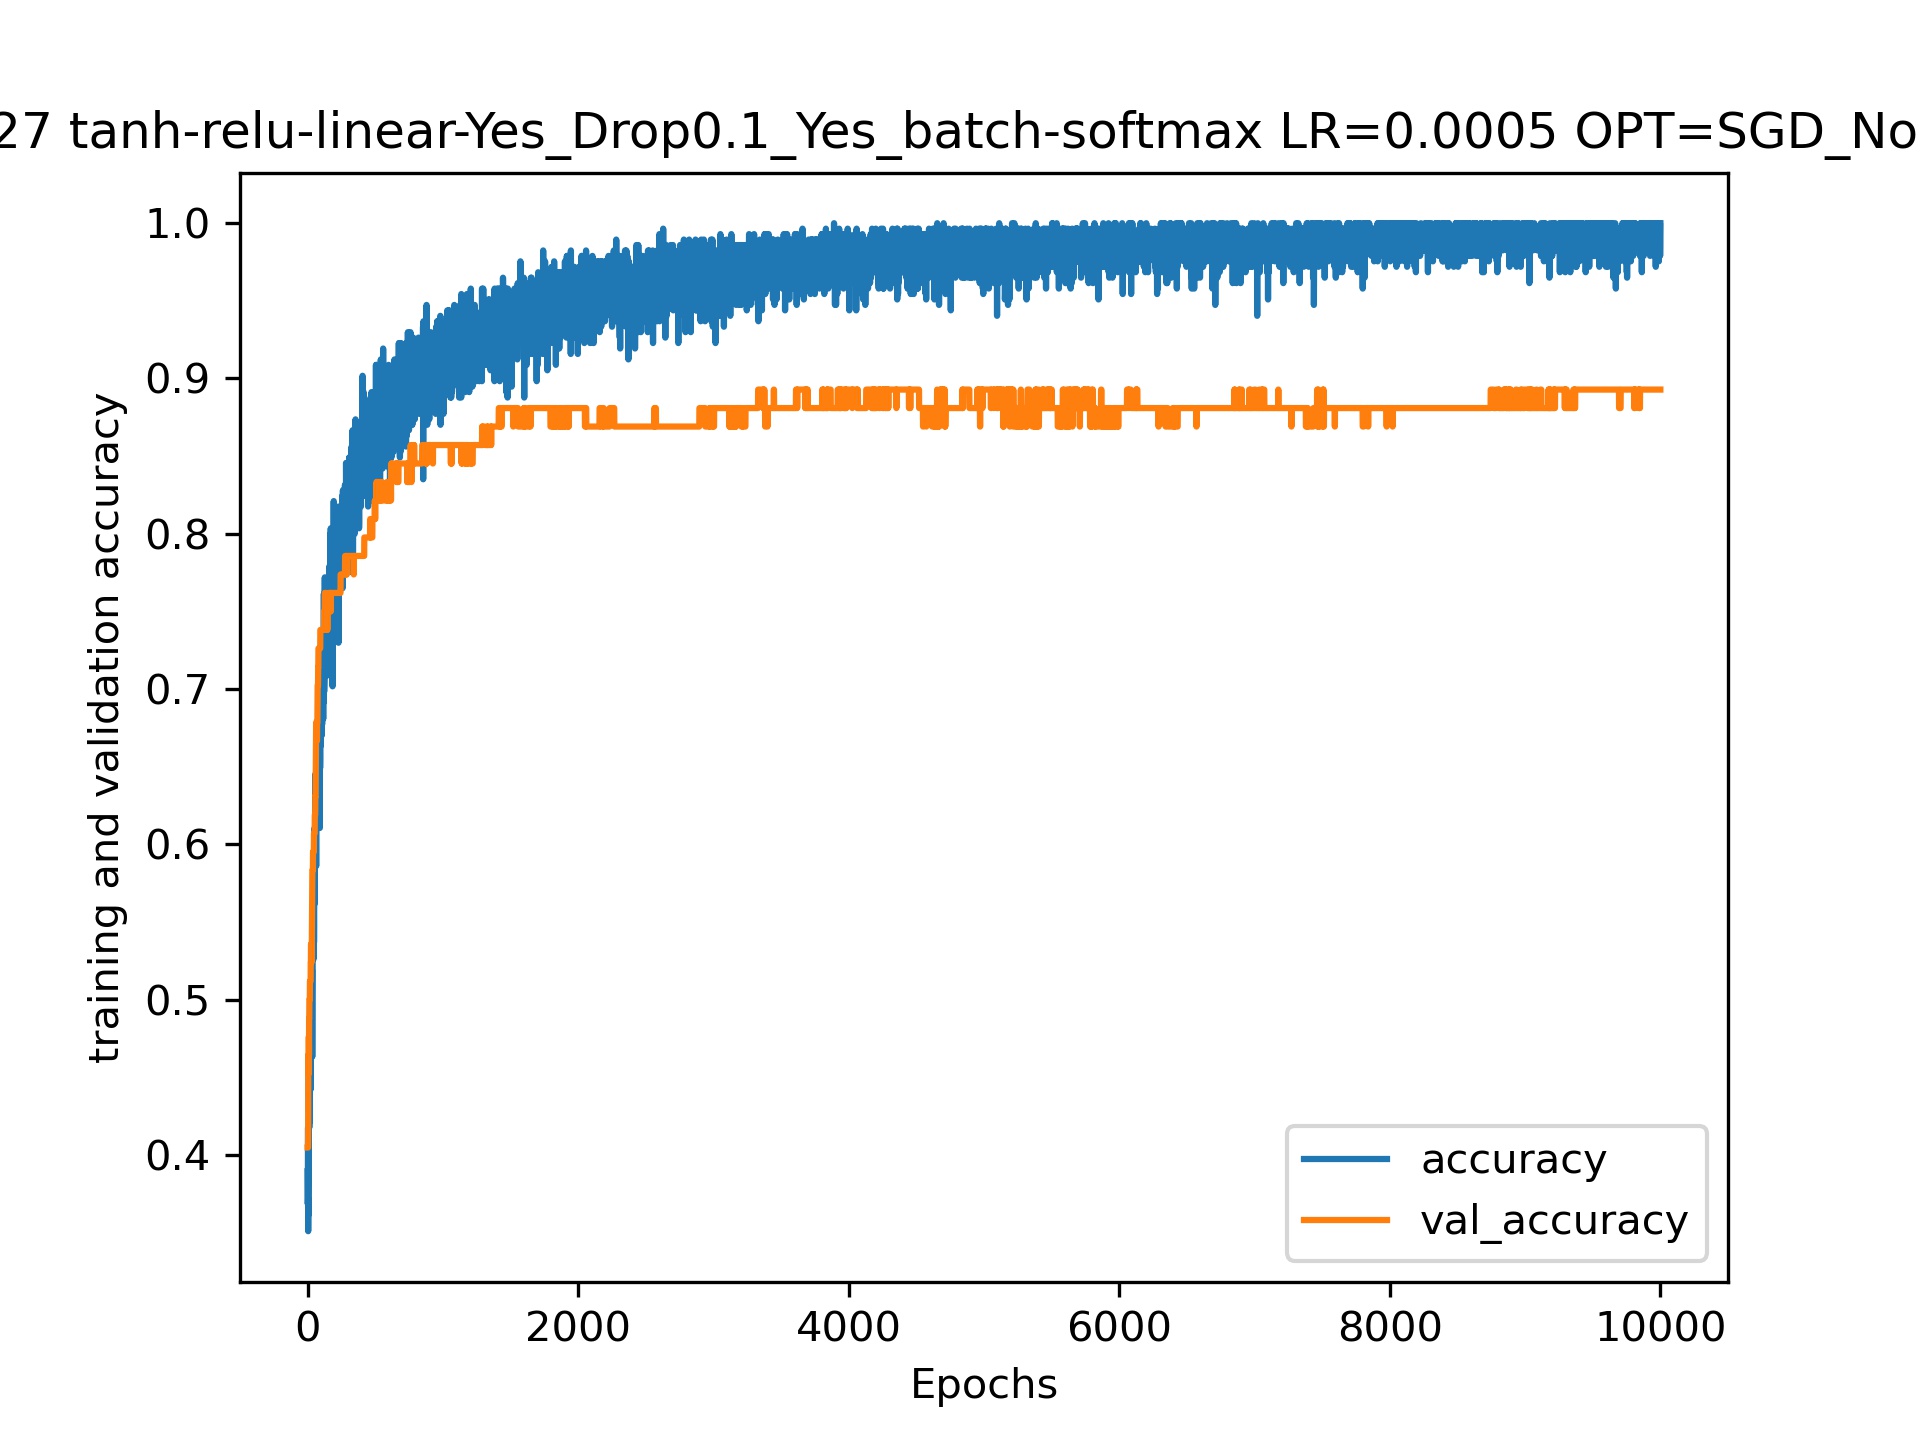 27 tanh-relu-linear-Yes_Drop0.1_Yes_batch-softmax LR=0.0005 OPT=SGD_No
training and validation accuracy
1.0
0.9
0.8
0.7
0.6
0.5
0.4
accuracy
val_accuracy
0 2000 4000 6000 8000 10000
Epochs